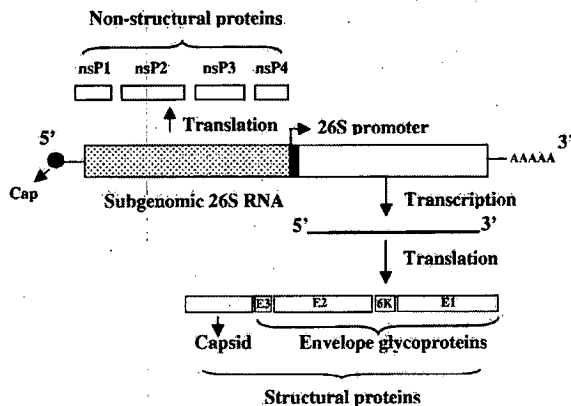 Non-structural proteins
nsP1 nsP2 nsP3 nsP4
5' Translation 26S promoter 3'
AAAAA
Cap
Subgenomic 26S RNA
Transcription
5' 3'
Translation
E3 E2 6K E1
Capsid Envelope glycoproteins
Structural proteins